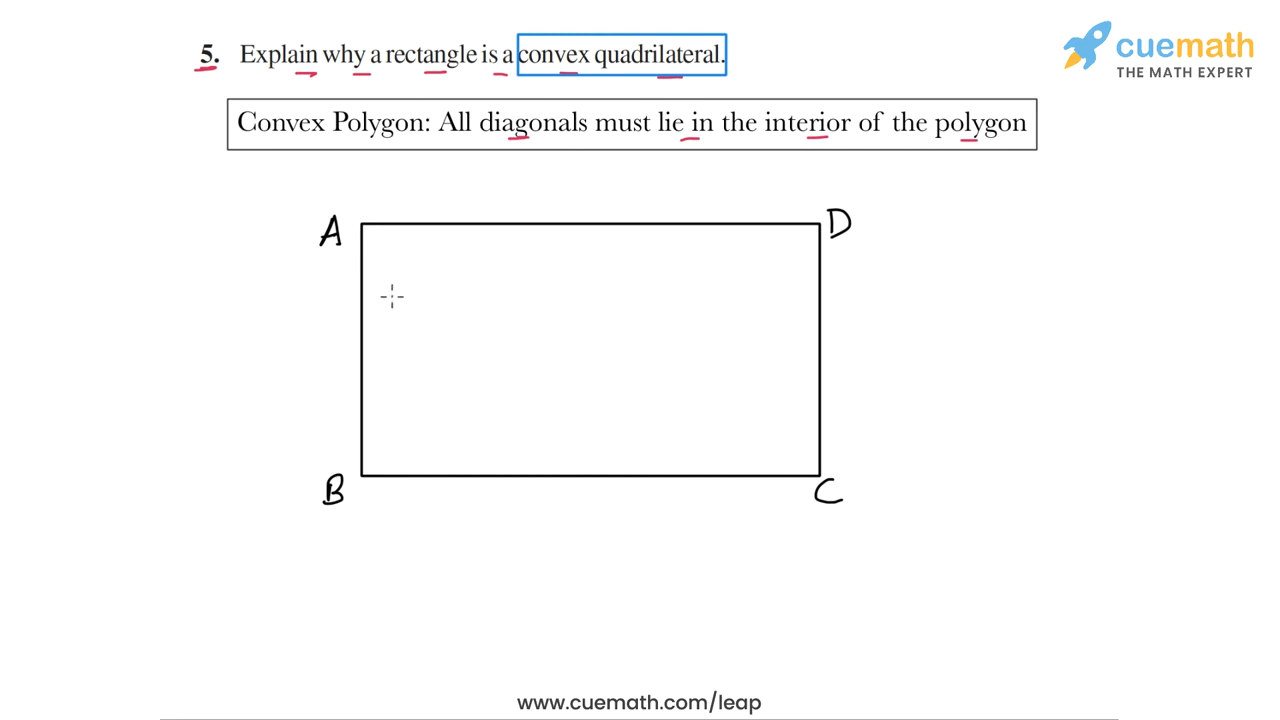 5. Explain why a rectangle is a convex quadrilateral.
cuemath
THE MATH EXPERT
Convex Polygon: All diagonals must lie in the interior of the polygon
A
D
B
C
www.cuemath.com/leap